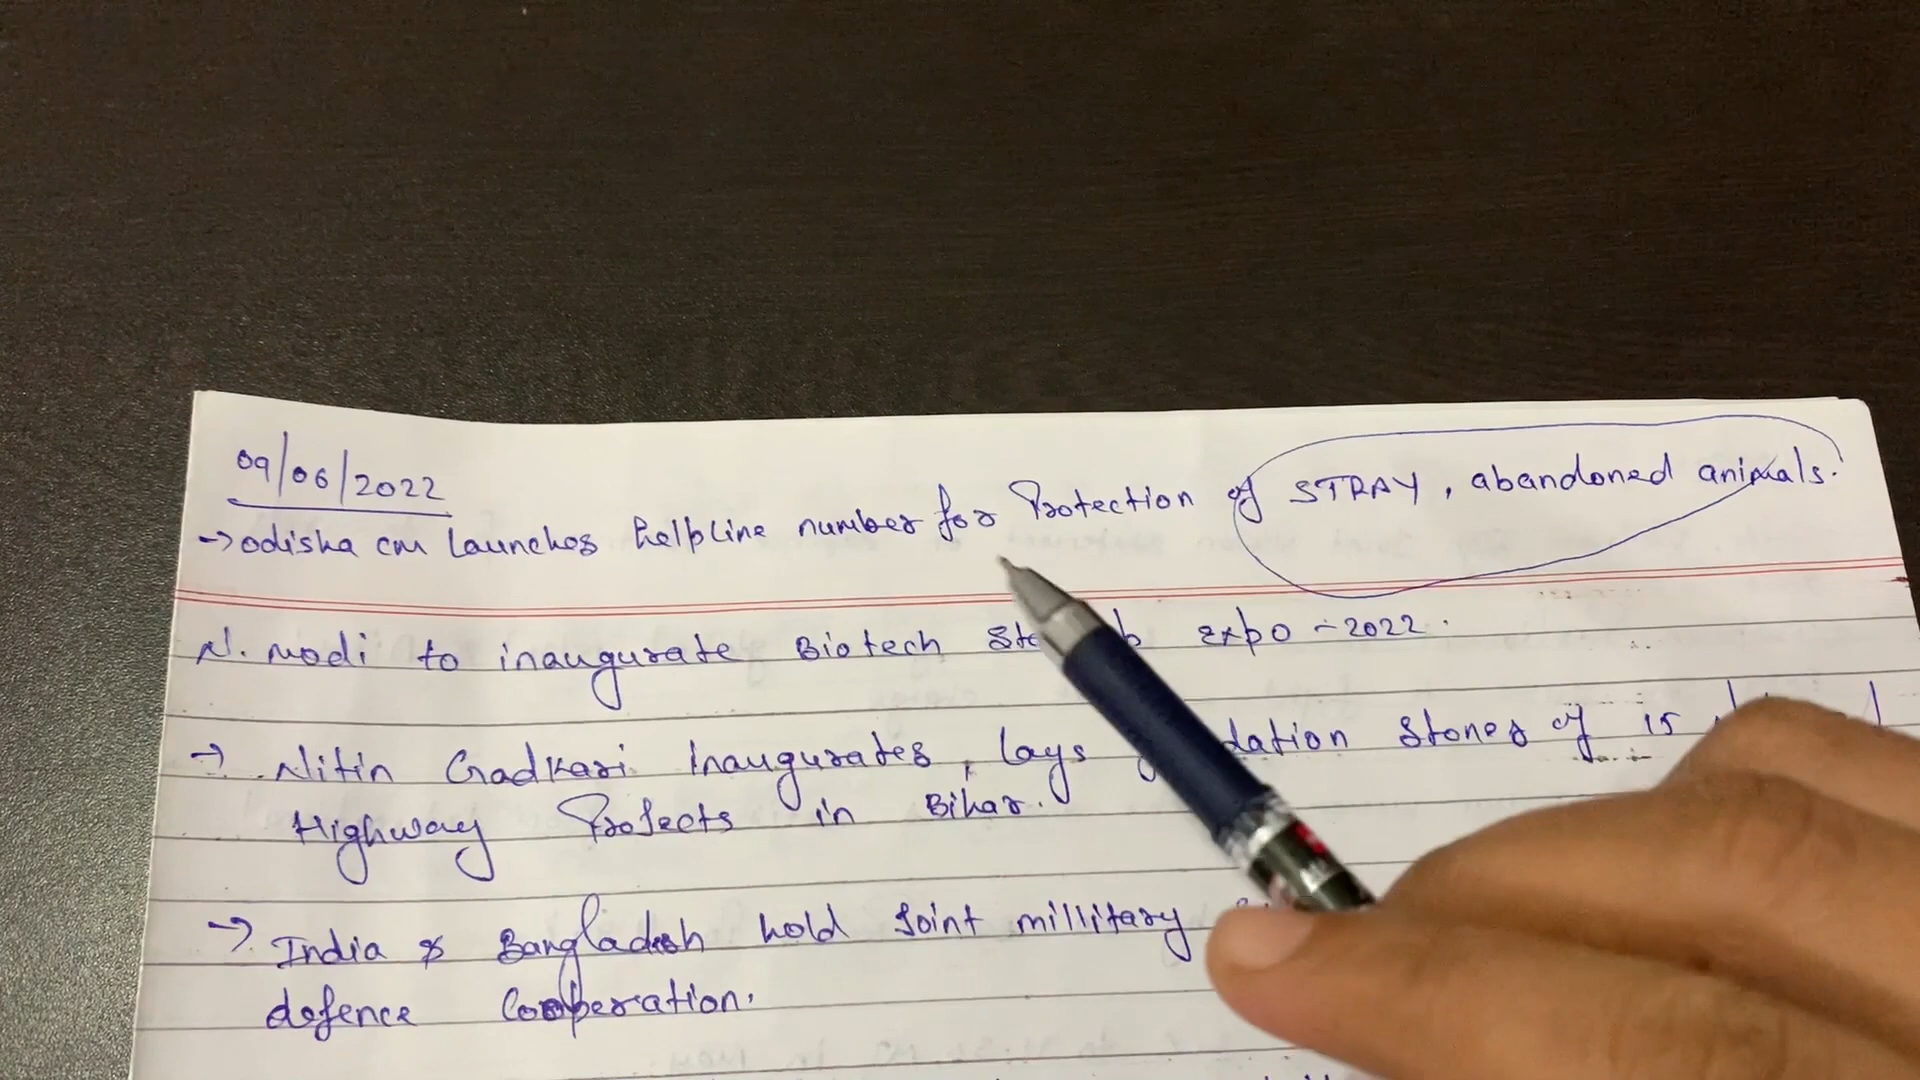 09/06/2022
→ odisha cm launches helpline number for Protection of STRAY, abandoned animals.
N. modi to inaugurate Biotech expo - 2022.
→ Nitin Gadkari inaugurates, lays stones of 15
Highway Projects in Bihar.
→ India & Bangladesh hold Joint millitary
defence Cooperation.